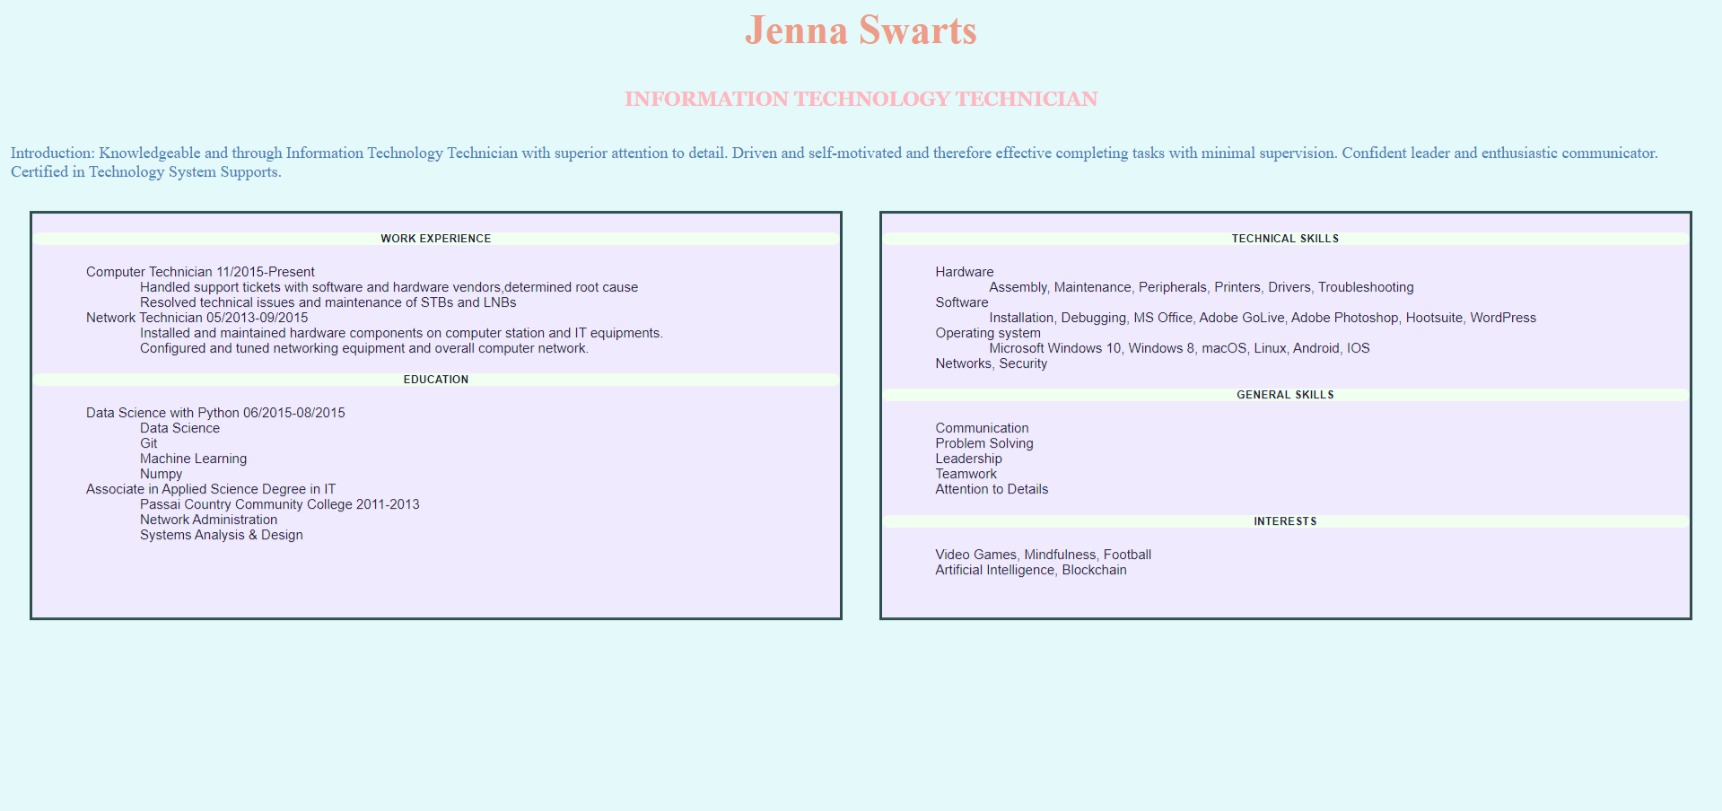 Jenna Swarts
INFORMATION TECHNOLOGY TECHNICIAN
Introduction: Knowledgeable and through Information Technology Technician with superior attention to detail. Driven and self-motivated and therefore effective completing tasks with minimal supervision. Confident leader and enthusiastic communicator.
Certified in Technology System Supports.
WORK EXPERIENCE
Computer Technician 11/2015-Present
Handled support tickets with software and hardware vendors,determined root cause
Resolved technical issues and maintenance of STBs and LNBs
Network Technician 05/2013-09/2015
Installed and maintained hardware components on computer station and IT equipments.
Configured and tuned networking equipment and overall computer network.
EDUCATION
Data Science with Python 06/2015-08/2015
Data Science
Git
Machine Learning
Numpy
Associate in Applied Science Degree in IT
Passai Country Community College 2011-2013
Network Administration
Systems Analysis & Design
TECHNICAL SKILLS
Hardware
Assembly, Maintenance, Peripherals, Printers, Drivers, Troubleshooting
Software
Installation, Debugging, MS Office, Adobe GoLive, Adobe Photoshop, Hootsuite, WordPress
Operating system
Microsoft Windows 10, Windows 8, macOS, Linux, Android, IOS
Networks, Security
GENERAL SKILLS
Communication
Problem Solving
Leadership
Teamwork
Attention to Details
INTERESTS
Video Games, Mindfulness, Football
Artificial Intelligence, Blockchain